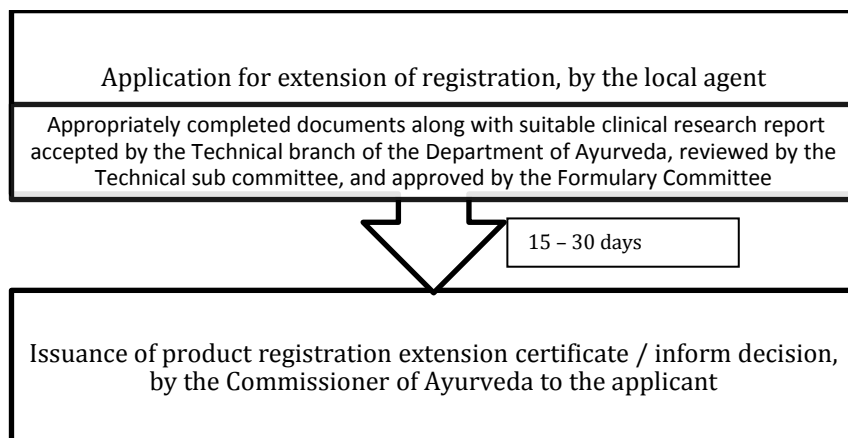 Application for extension of registration, by the local agent
Appropriately completed documents along with suitable clinical research report
accepted by the Technical branch of the Department of Ayurveda, reviewed by the
Technical sub committee, and approved by the Formulary Committee
15 – 30 days
Issuance of product registration extension certificate / inform decision,
by the Commissioner of Ayurveda to the applicant